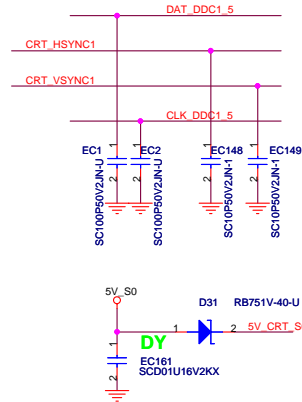 DAT_DDC1_5
CRT_HSYNC1
CRT_VSYNC1
CLK_DDC1_5
EC1
EC2
EC148
EC149
1
1
1
1
2
2
2
2
SC100P50V2JN-U
SC100P50V2JN-U
SC10P50V2JN-1
SC10P50V2JN-1
5V_S0
D31
RB751V-40-U
1
2
5V_CRT_S
DY
1
2
EC161
SCD01U16V2KX